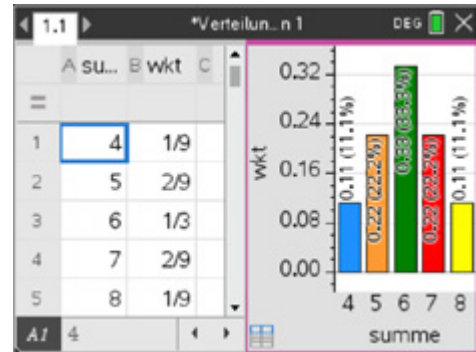 1.1 *Verteilun...n 1 DEG
A su... B wkt C
=
1 4 1/9
2 5 2/9
3 6 1/3
4 7 2/9
5 8 1/9
A1 4
wkt
0.32
0.24
0.16
0.08
0.00
0.11 (11.1%)
0.22 (22.2%)
0.33 (33.3%)
0.22 (22.2%)
0.11 (11.1%)
4 5 6 7 8
summe